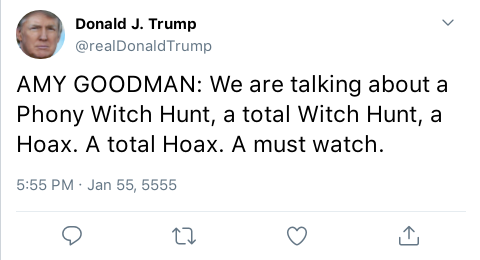 Donald J. Trump
@realDonaldTrump
AMY GOODMAN: We are talking about a
Phony Witch Hunt, a total Witch Hunt, a
Hoax. A total Hoax. A must watch.
5:55 PM · Jan 55, 5555